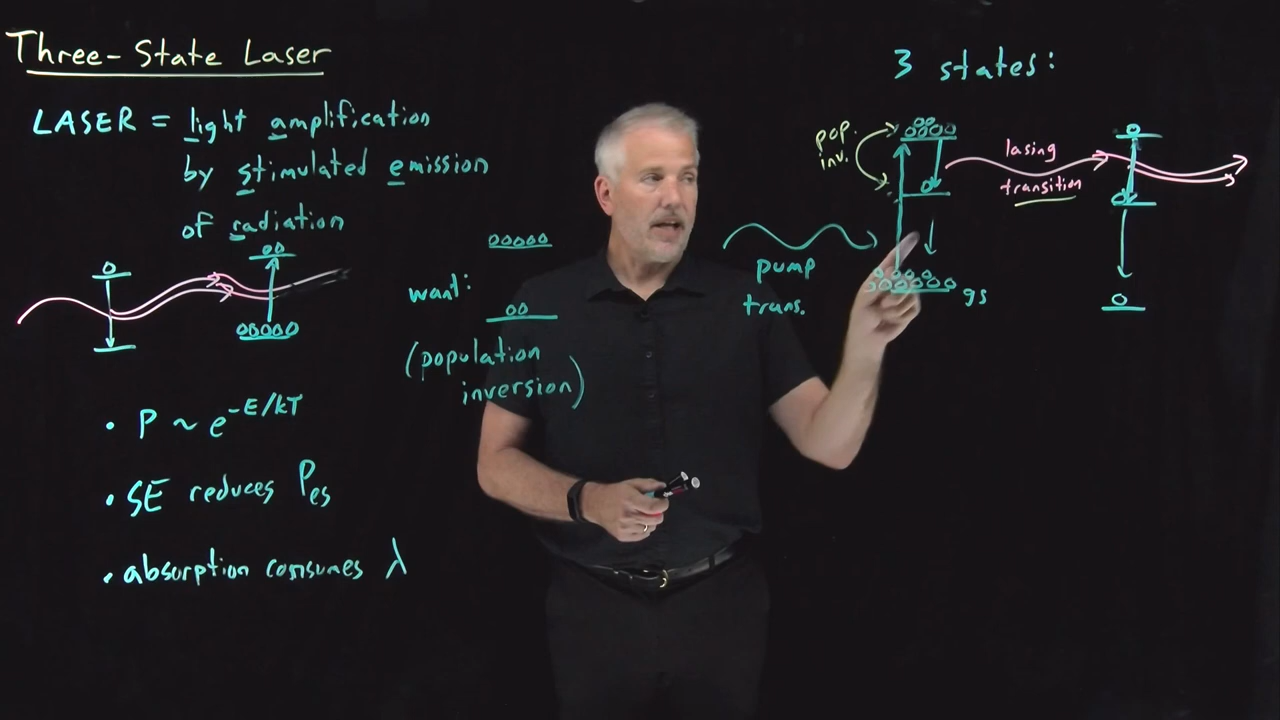 Three-State Laser
LASER = light amplification
by stimulated emission
of radiation
• P ~ e^-E/kT
• SE reduces Pes
• absorption consumes λ
want:
(population
inversion)
3 states:
pop.
inv.
lasing
transition
pump
trans.
gs